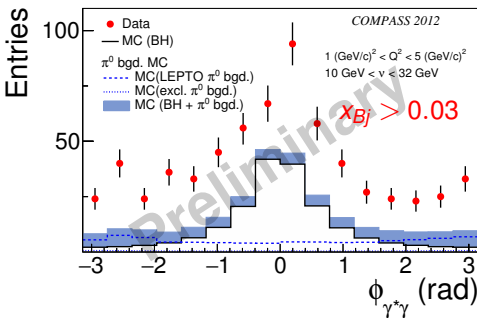 Entries
100
50
Data
MC (BH)
π⁰ bgd. MC
MC(LEPTO π⁰ bgd.)
MC(excl. π⁰ bgd.)
MC (BH + π⁰ bgd.)
COMPASS 2012
1 (GeV/c)² < Q² < 5 (GeV/c)²
10 GeV < ν < 32 GeV
x_Bj > 0.03
Preliminary
−3 −2 −1 0 1 2 3
ϕ_γ*γ (rad)